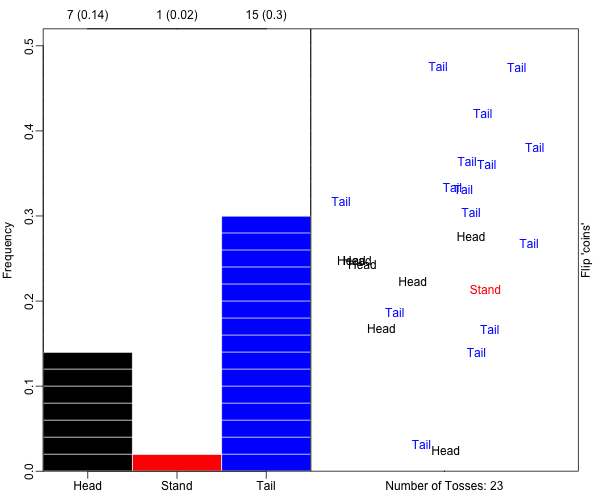 7 (0.14) 1 (0.02) 15 (0.3)
0.5
0.4
0.3
0.2
0.1
0.0
Frequency
Head Stand Tail
Tail Tail
Tail
Tail
Tail Tail
Tail Tail
Tail
Tail
Head
Tail
Head Head
Head
Head
Stand
Tail
Head
Tail
Tail
Tail Head
Flip 'coins'
Number of Tosses: 23